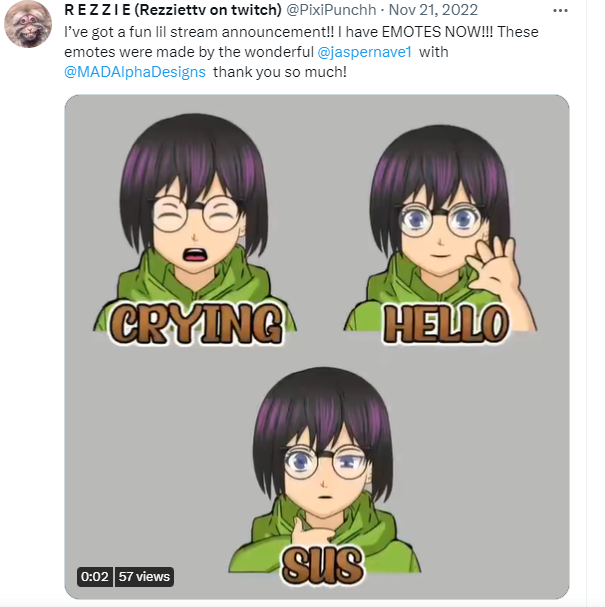 R E Z Z I E (Rezziettv on twitch) @PixiPunchh · Nov 21, 2022
I've got a fun lil stream announcement!! I have EMOTES NOW!!! These
emotes were made by the wonderful @jaspernave1 with
@MADAlphaDesigns thank you so much!
CRYING
HELLO
SUS
0:02 57 views